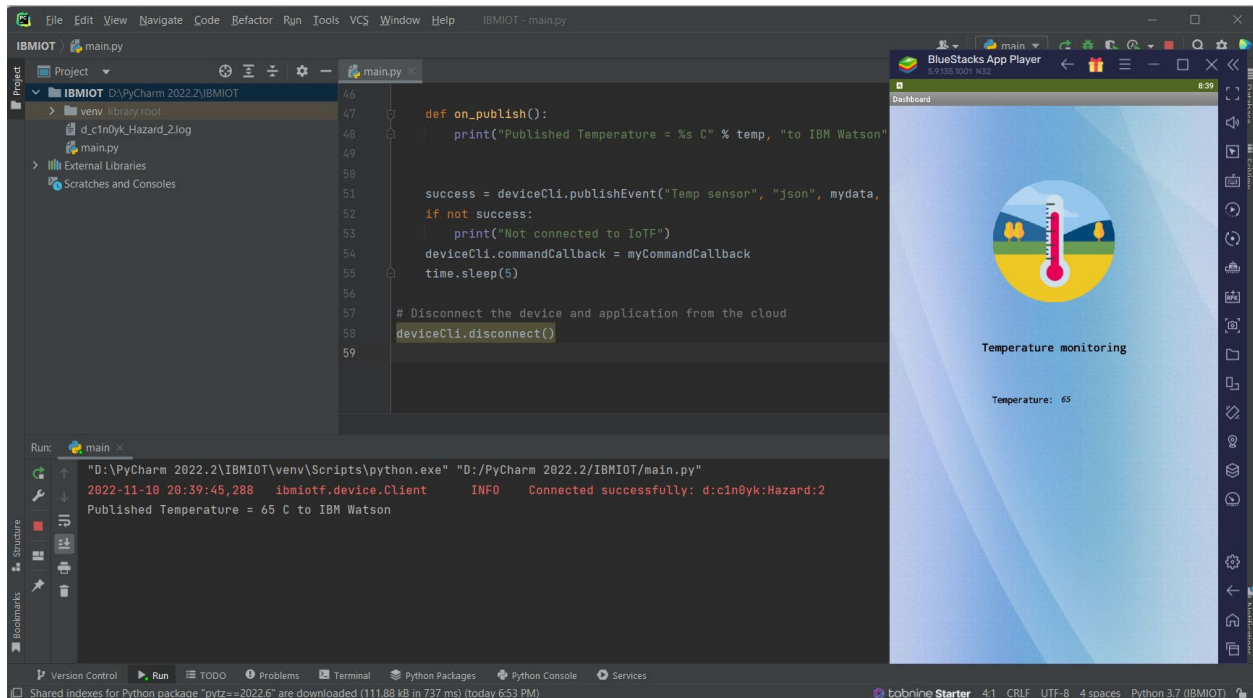 File Edit View Navigate Code Refactor Run Tools VCS Window Help IBMIOT - main.py
IBMIOT main.py
main
Project
Project
main.py
IBMIOT D:\PyCharm 2022.2\IBMIOT
venv library root
d_c1n0yk_Hazard_2.log
main.py
External Libraries
Scratches and Consoles
46
47 def on_publish():
48 print("Published Temperature = %s C" % temp, "to IBM Watson"
49
50
51 success = deviceCli.publishEvent("Temp sensor", "json", mydata,
52 if not success:
53 print("Not connected to IoTF")
54 deviceCli.commandCallback = myCommandCallback
55 time.sleep(5)
56
57 # Disconnect the device and application from the cloud
58 deviceCli.disconnect()
59
BlueStacks App Player
5.9.135.1001 N32
8:39
Dashboard
Temperature monitoring
Temperature: 65
Run: main
"D:\PyCharm 2022.2\IBMIOT\venv\Scripts\python.exe" "D:/PyCharm 2022.2/IBMIOT/main.py"
2022-11-10 20:39:45,288 ibmiotf.device.Client INFO Connected successfully: d:c1n0yk:Hazard:2
Published Temperature = 65 C to IBM Watson
Structure
Bookmarks
Version Control Run TODO Problems Terminal Python Packages Python Console Services
Shared indexes for Python package "pytz==2022.6" are downloaded (111.88 kB in 737 ms) (today 6:53 PM)
tabnine Starter 4:1 CRLF UTF-8 4 spaces Python 3.7 (IBMIOT)